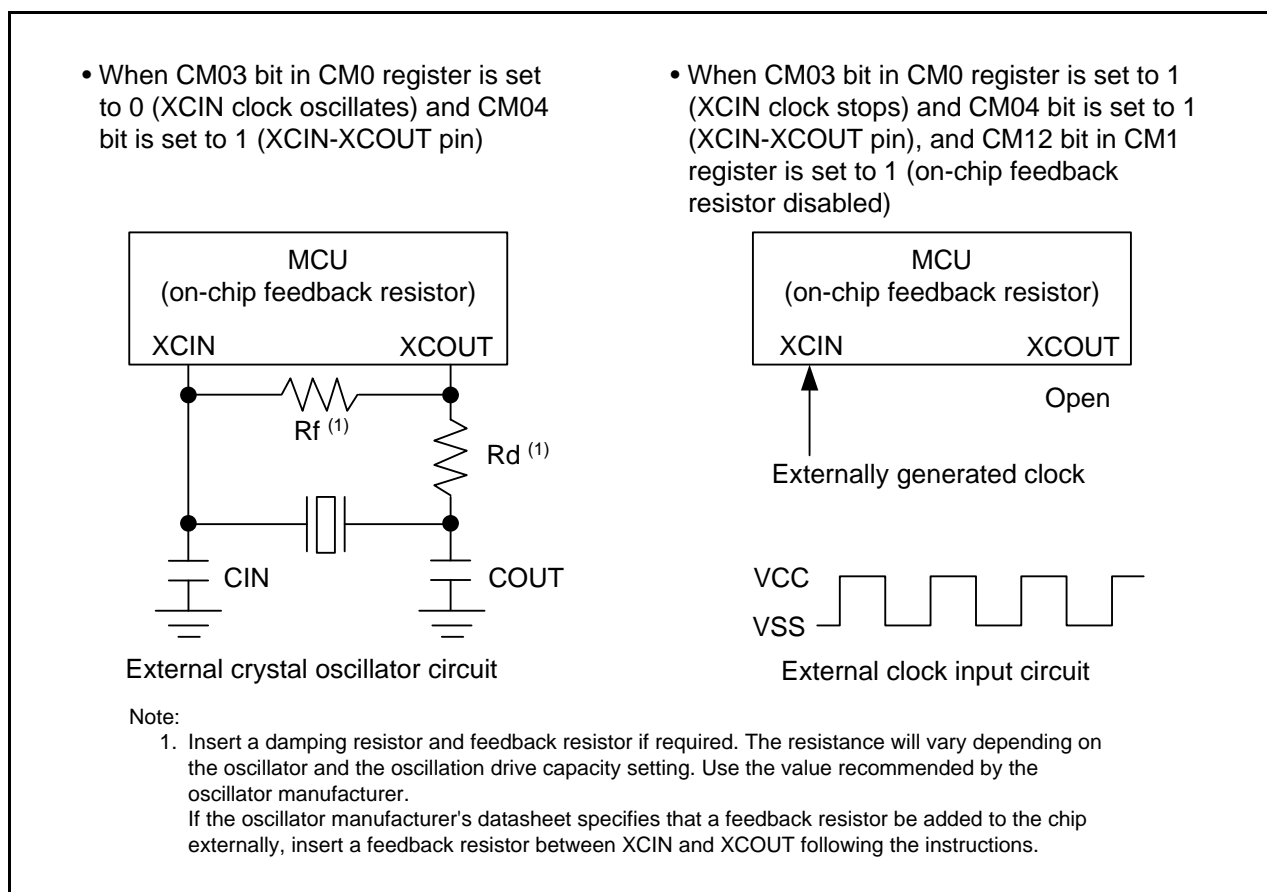 • When CM03 bit in CM0 register is set
to 0 (XCIN clock oscillates) and CM04
bit is set to 1 (XCIN-XCOUT pin)
MCU
(on-chip feedback resistor)
XCIN XCOUT
Rf (1)
Rd (1)
CIN COUT
External crystal oscillator circuit
• When CM03 bit in CM0 register is set to 1
(XCIN clock stops) and CM04 bit is set to 1
(XCIN-XCOUT pin), and CM12 bit in CM1
register is set to 1 (on-chip feedback
resistor disabled)
MCU
(on-chip feedback resistor)
XCIN XCOUT
Open
Externally generated clock
VCC
VSS
External clock input circuit
Note:
1. Insert a damping resistor and feedback resistor if required. The resistance will vary depending on
the oscillator and the oscillation drive capacity setting. Use the value recommended by the
oscillator manufacturer.
If the oscillator manufacturer's datasheet specifies that a feedback resistor be added to the chip
externally, insert a feedback resistor between XCIN and XCOUT following the instructions.